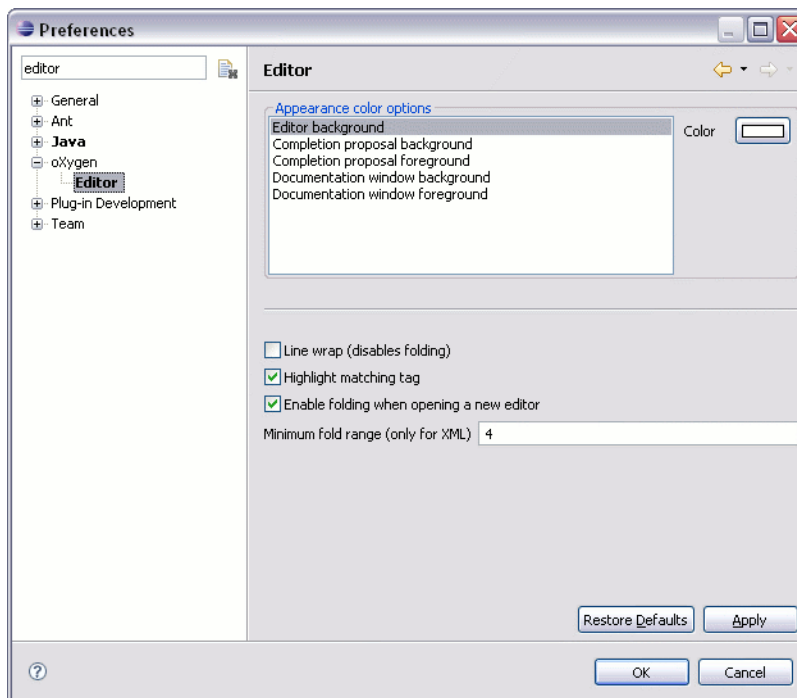 Preferences
editor
General
Ant
Java
oXygen
Editor
Plug-in Development
Team
Editor
Appearance color options
Editor background
Completion proposal background
Completion proposal foreground
Documentation window background
Documentation window foreground
Color
Line wrap (disables folding)
Highlight matching tag
Enable folding when opening a new editor
Minimum fold range (only for XML) 4
Restore Defaults Apply
? OK Cancel